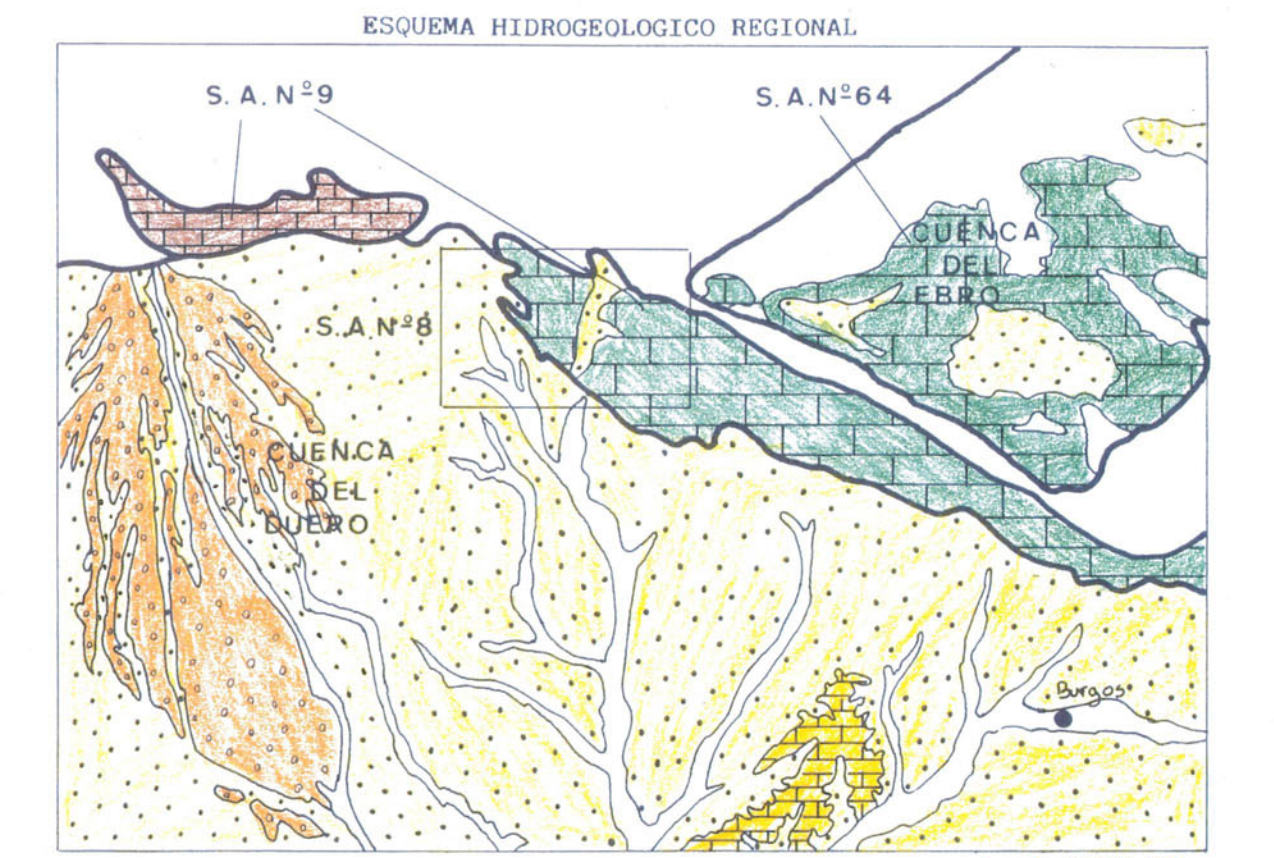 ESQUEMA HIDROGEOLOGICO REGIONAL
S. A. Nº9
S. A. Nº64
CUENCA
DEL
EBRO
S. A. Nº8
CUENCA
DEL
DUERO
Burgos